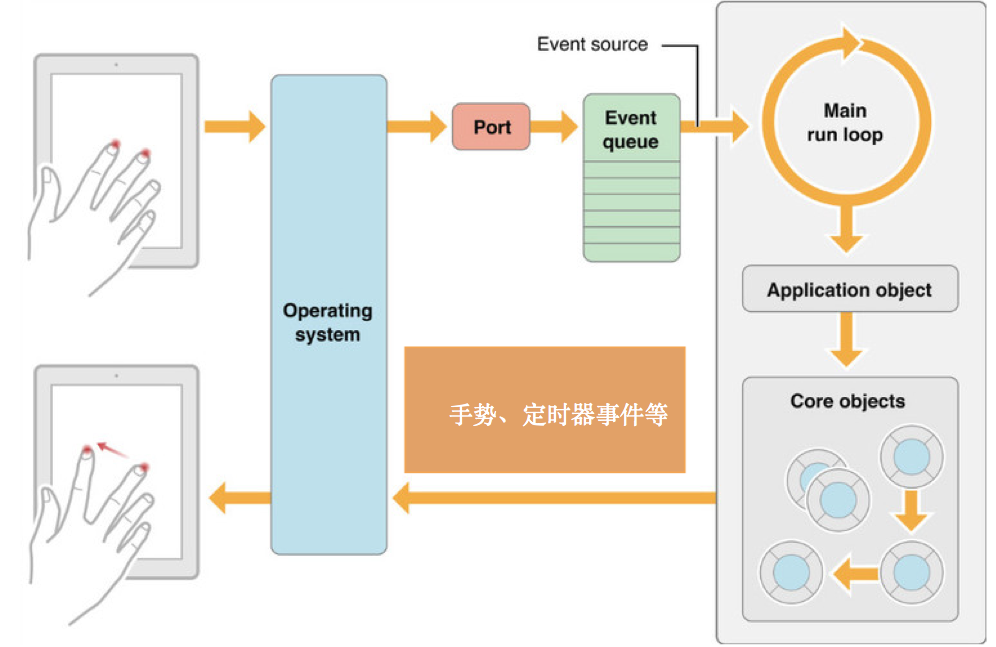 Event source
Port
Event
queue
Main
run loop
Operating
system
Application object
手势、定时器事件等
Core objects